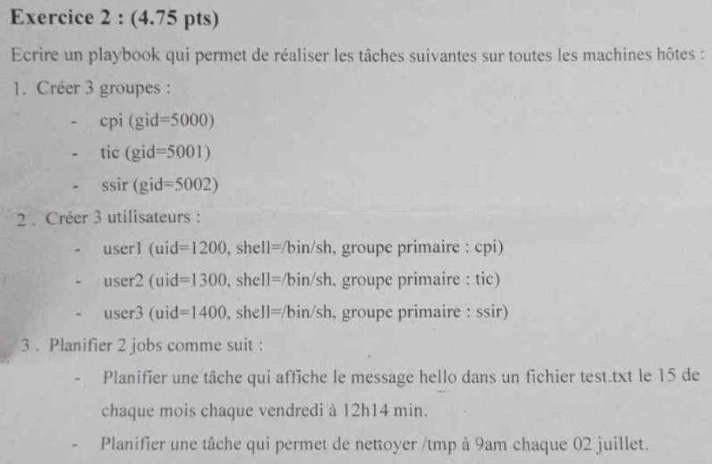 Exercice 2 : (4.75 pts)
Ecrire un playbook qui permet de réaliser les tâches suivantes sur toutes les machines hôtes :
1. Créer 3 groupes :
- cpi (gid=5000)
- tic (gid=5001)
- ssir (gid=5002)
2 . Créer 3 utilisateurs :
- user1 (uid=1200, shell=/bin/sh, groupe primaire : cpi)
- user2 (uid=1300, shell=/bin/sh, groupe primaire : tic)
- user3 (uid=1400, shell=/bin/sh, groupe primaire : ssir)
3 . Planifier 2 jobs comme suit :
- Planifier une tâche qui affiche le message hello dans un fichier test.txt le 15 de
chaque mois chaque vendredi à 12h14 min.
- Planifier une tâche qui permet de nettoyer /tmp à 9am chaque 02 juillet.